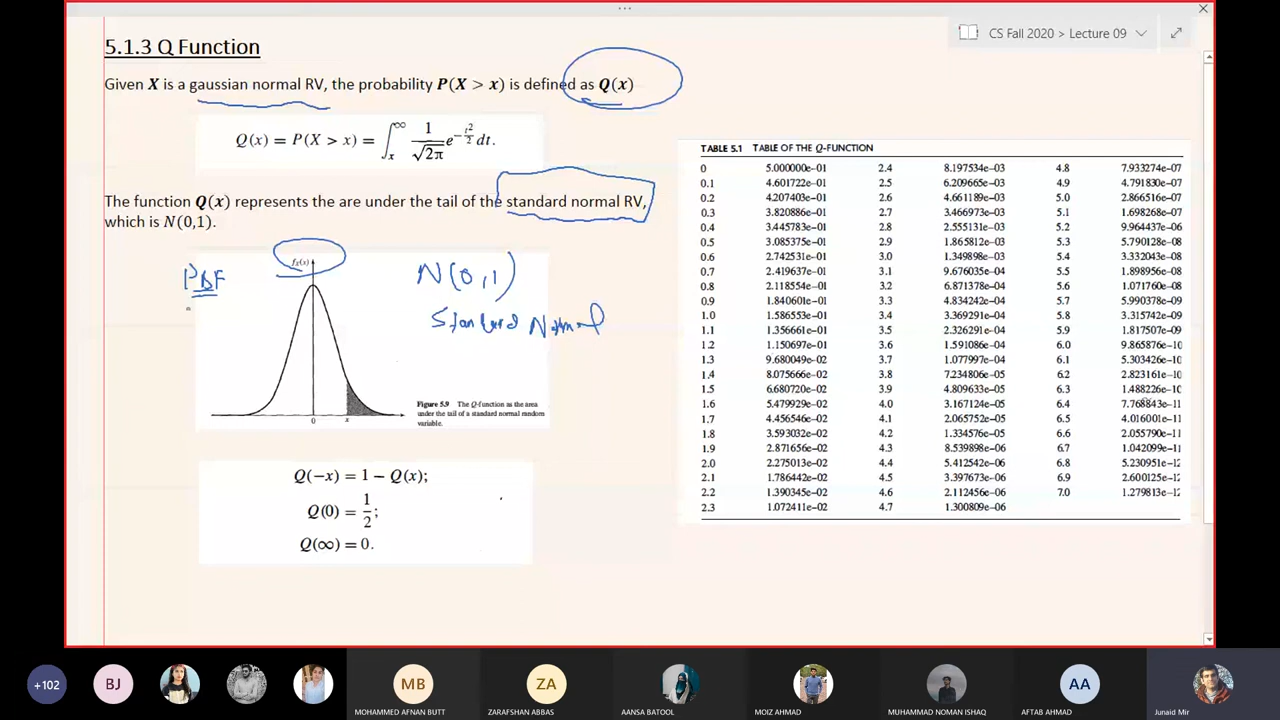 CS Fall 2020 > Lecture 09
5.1.3 Q Function
Given X is a gaussian normal RV, the probability P(X > x) is defined as Q(x)
Q(x) = P(X > x) = ∫ₓ^∞ 1/√2π e^(−t²/2) dt.
The function Q(x) represents the are under the tail of the standard normal RV,
which is N(0,1).
PDF
fX(x)
N(0,1)
Standard Normal
0 x
Figure 5.9 The Q-function as the area
under the tail of a standard normal random
variable.
Q(−x) = 1 − Q(x);
Q(0) = 1/2;
Q(∞) = 0.
TABLE 5.1 TABLE OF THE Q-FUNCTION
0 5.000000e–01 2.4 8.197534e–03 4.8 7.933274e–07
0.1 4.601722e–01 2.5 6.209665e–03 4.9 4.791830e–07
0.2 4.207403e–01 2.6 4.661189e–03 5.0 2.866516e–07
0.3 3.820886e–01 2.7 3.466973e–03 5.1 1.698268e–07
0.4 3.445783e–01 2.8 2.555131e–03 5.2 9.964437e–06
0.5 3.085375e–01 2.9 1.865812e–03 5.3 5.790128e–08
0.6 2.742531e–01 3.0 1.349898e–03 5.4 3.332043e–08
0.7 2.419637e–01 3.1 9.676035e–04 5.5 1.898956e–08
0.8 2.118554e–01 3.2 6.871378e–04 5.6 1.071760e–08
0.9 1.840601e–01 3.3 4.834242e–04 5.7 5.990378e–09
1.0 1.586553e–01 3.4 3.369291e–04 5.8 3.315742e–09
1.1 1.356661e–01 3.5 2.326291e–04 5.9 1.817507e–09
1.2 1.150697e–01 3.6 1.591086e–04 6.0 9.865876e–10
1.3 9.680049e–02 3.7 1.077997e–04 6.1 5.303426e–10
1.4 8.075666e–02 3.8 7.234806e–05 6.2 2.823161e–10
1.5 6.680720e–02 3.9 4.809633e–05 6.3 1.488226e–10
1.6 5.479929e–02 4.0 3.167124e–05 6.4 7.768843e–11
1.7 4.456546e–02 4.1 2.065752e–05 6.5 4.016001e–11
1.8 3.593032e–02 4.2 1.334576e–05 6.6 2.055790e–11
1.9 2.871656e–02 4.3 8.539898e–06 6.7 1.042099e–11
2.0 2.275013e–02 4.4 5.412542e–06 6.8 5.230951e–12
2.1 1.786442e–02 4.5 3.397673e–06 6.9 2.600125e–12
2.2 1.390345e–02 4.6 2.112456e–06 7.0 1.279813e–12
2.3 1.072411e–02 4.7 1.300809e–06
+102 BJ MB ZA AA
MOHAMMED AFNAN BUTT ZARAFSHAN ABBAS AANSA BATOOL MOIZ AHMAD MUHAMMAD NOMAN ISHAQ AFTAB AHMAD Junaid Mir